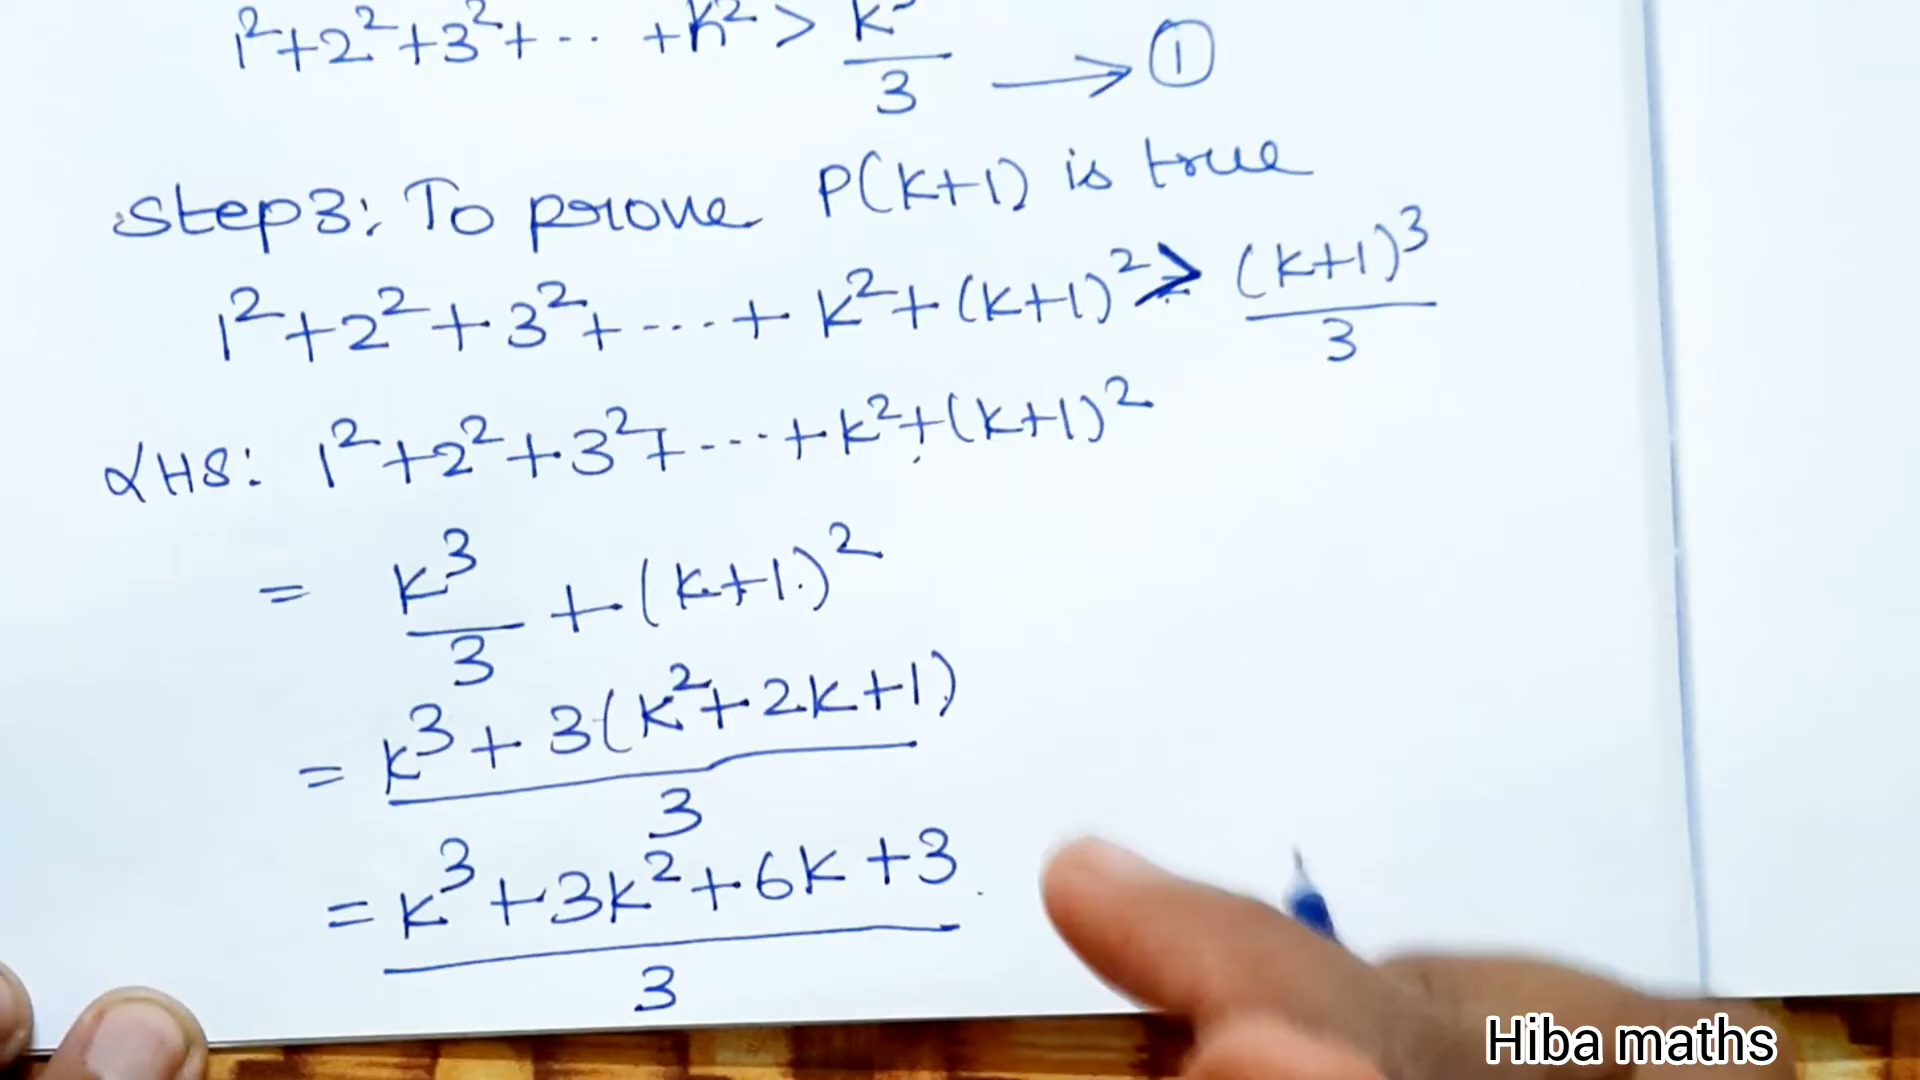 1²+2²+3²+... +k² > k³/3 → ①
Step3: To prove P(k+1) is true
1²+2²+3²+...+ k²+(k+1)² > (k+1)³/3
LHS: 1²+2²+3²+...+k²+(k+1)²
= k³/3 + (k+1)²
= k³+3(k²+2k+1)/3
= k³+3k²+6k+3/3
Hiba maths